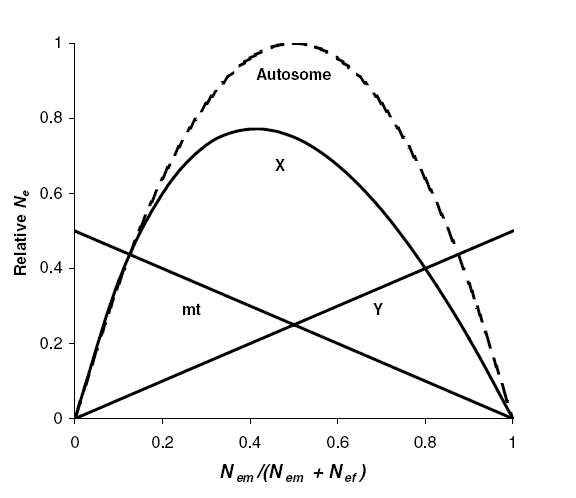 1
Autosome
0.8
X
0.6
Relative Ne
0.4
mt
Y
0.2
0
0 0.2 0.4 0.6 0.8 1
Nem/(Nem + Nef)